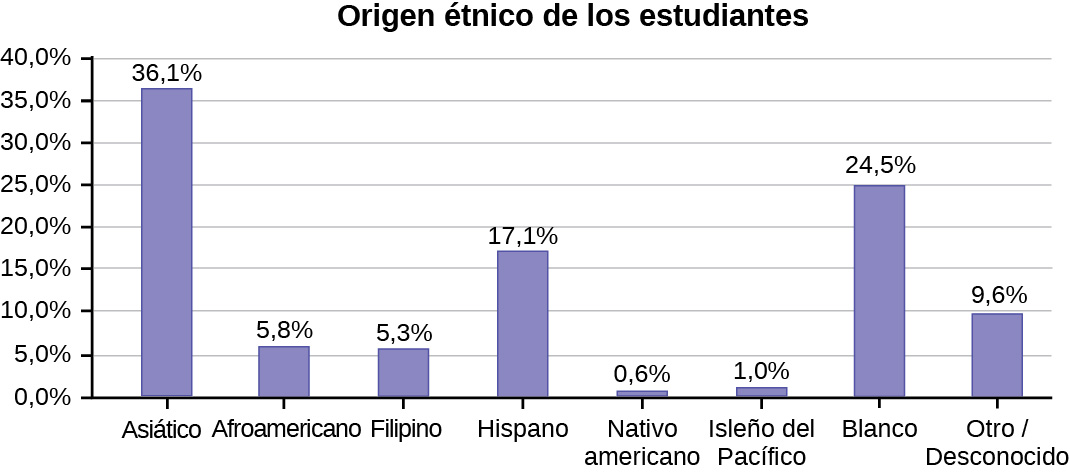 Origen étnico de los estudiantes
40,0%
35,0%
30,0%
25,0%
20,0%
15,0%
10,0%
5,0%
0,0%
36,1%
5,8%
5,3%
17,1%
0,6%
1,0%
24,5%
9,6%
Asiático
Afroamericano
Filipino
Hispano
Nativo
americano
Isleño del
Pacífico
Blanco
Otro /
Desconocido